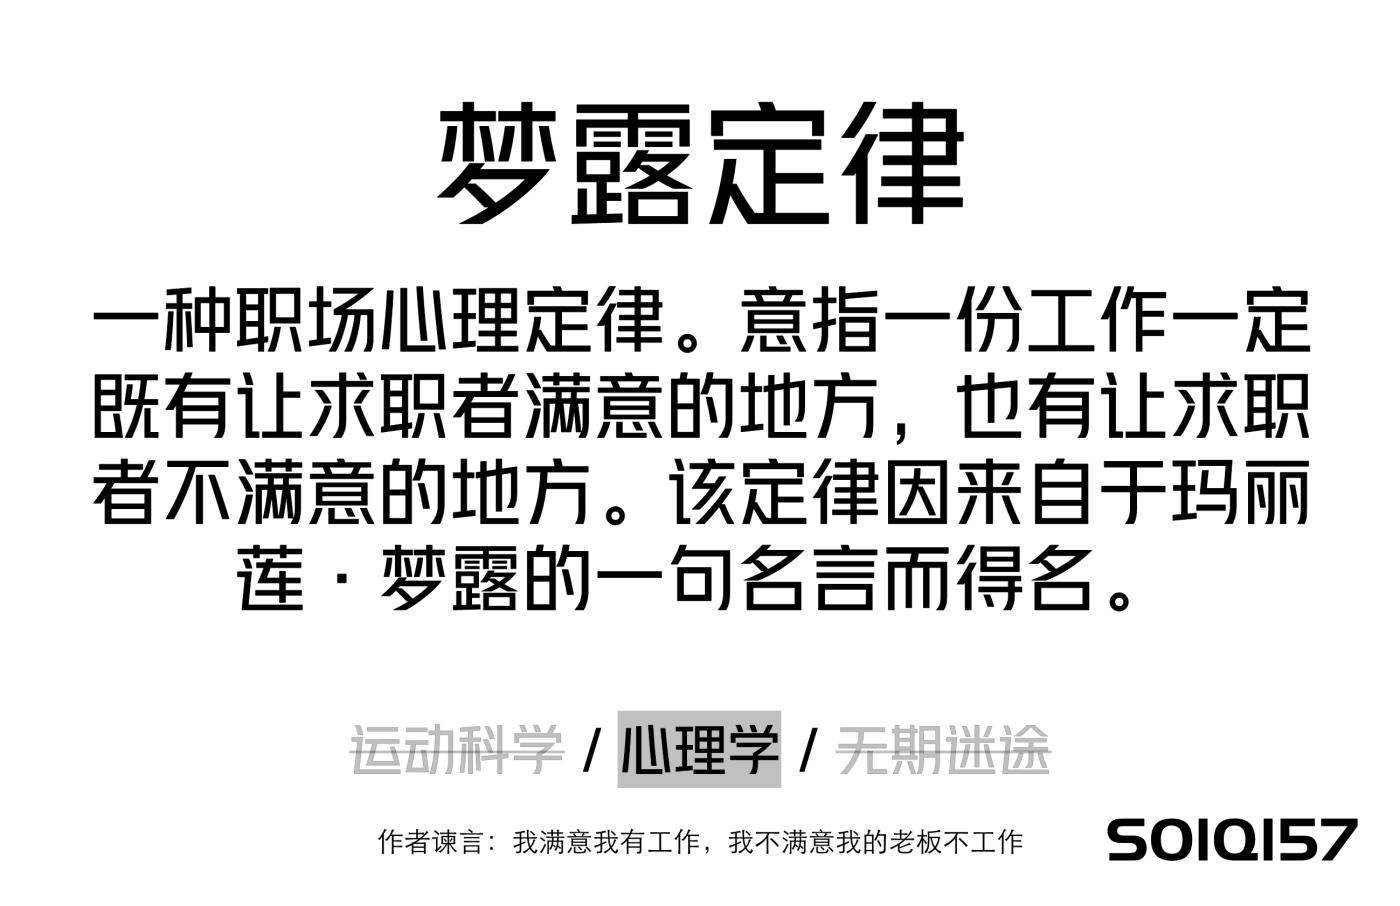 梦露定律
一种职场心理定律。意指一份工作一定
既有让求职者满意的地方，也有让求职
者不满意的地方。该定律因来自于玛丽
莲·梦露的一句名言而得名。
运动科学 / 心理学 / 无期迷途
作者谏言：我满意我有工作，我不满意我的老板不工作
SOIQI57